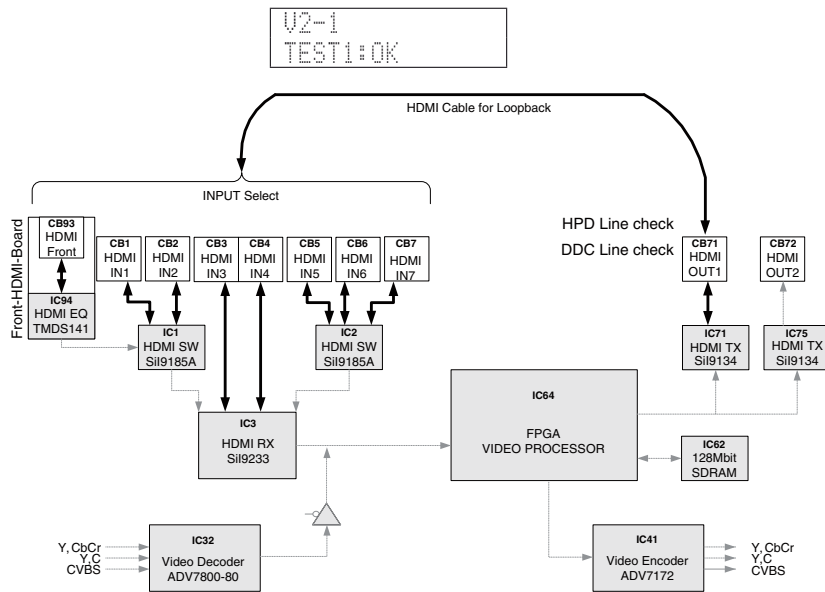 V2-1
TEST1:OK
HDMI Cable for Loopback
INPUT Select
Front-HDMI-Board
CB93
HDMI
Front
CB1
HDMI
IN1
CB2
HDMI
IN2
CB3
HDMI
IN3
CB4
HDMI
IN4
CB5
HDMI
IN5
CB6
HDMI
IN6
CB7
HDMI
IN7
HPD Line check
DDC Line check
CB71
HDMI
OUT1
CB72
HDMI
OUT2
IC94
HDMI EQ
TMDS141
IC1
HDMI SW
SiI9185A
IC2
HDMI SW
SiI9185A
IC71
HDMI TX
SiI9134
IC75
HDMI TX
SiI9134
IC3
HDMI RX
SiI9233
IC64
FPGA
VIDEO PROCESSOR
IC62
128Mbit
SDRAM
Y, CbCr
Y,C
CVBS
IC32
Video Decoder
ADV7800-80
IC41
Video Encoder
ADV7172
Y, CbCr
Y,C
CVBS